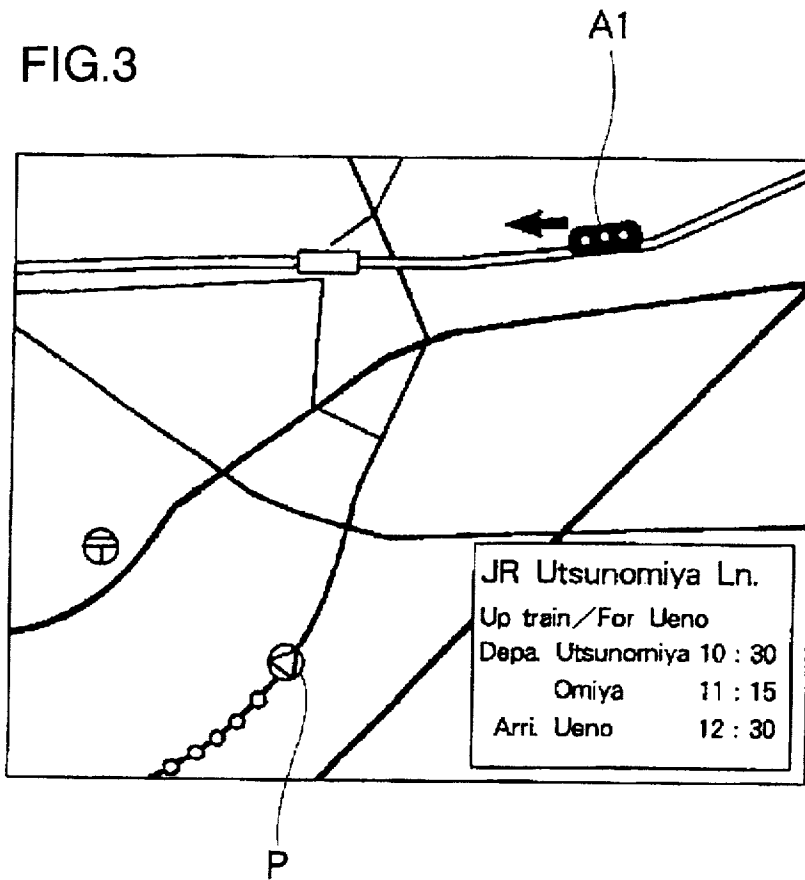 A1
FIG.3
JR Utsunomiya Ln.
Up train/For Ueno
Depa. Utsunomiya 10 : 30
Omiya 11 : 15
Arri. Ueno 12 : 30
P